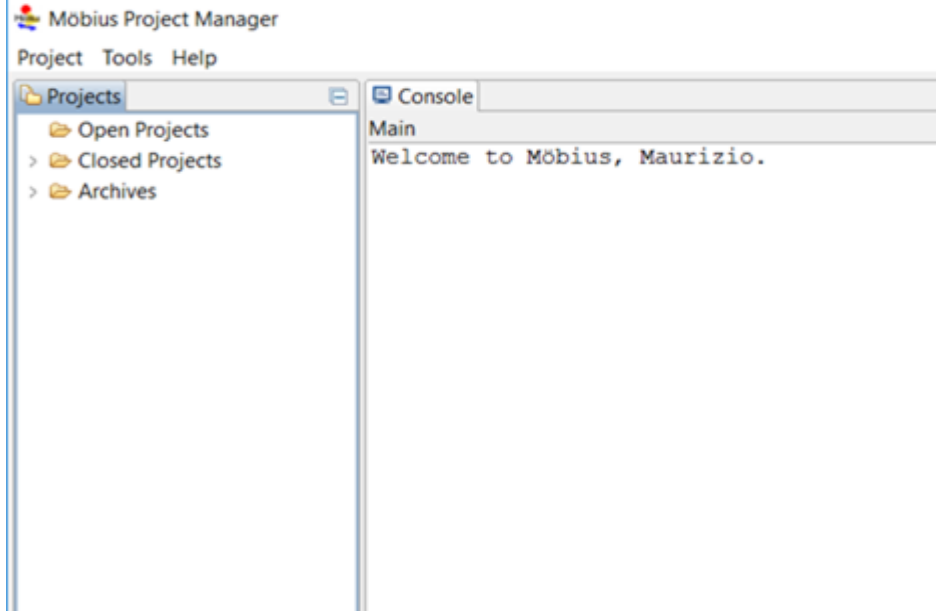 Möbius Project Manager
Project Tools Help
Projects
Console
Open Projects
Closed Projects
Archives
Main
Welcome to Möbius, Maurizio.